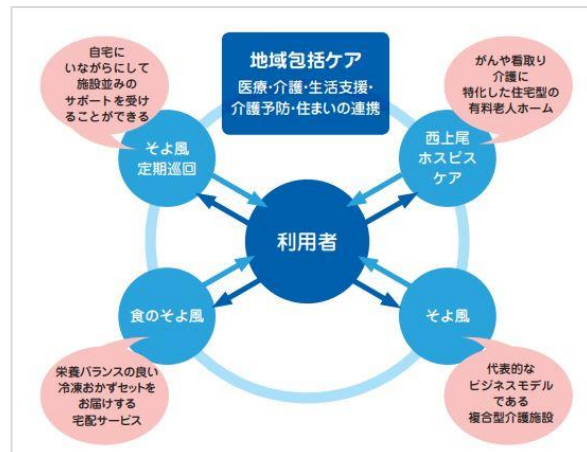 自宅に
いながらにして
施設並みの
サポートを受け
ることができる
地域包括ケア
医療・介護・生活支援・
介護予防・住まいの連携
がんや看取り
介護に
特化した住宅型の
有料老人ホーム
そよ風
定期巡回
西上尾
ホスピス
ケア
利用者
食のそよ風
そよ風
栄養バランスの良い
冷凍おかずセットを
お届けする
宅配サービス
代表的な
ビジネスモデル
である
複合型介護施設